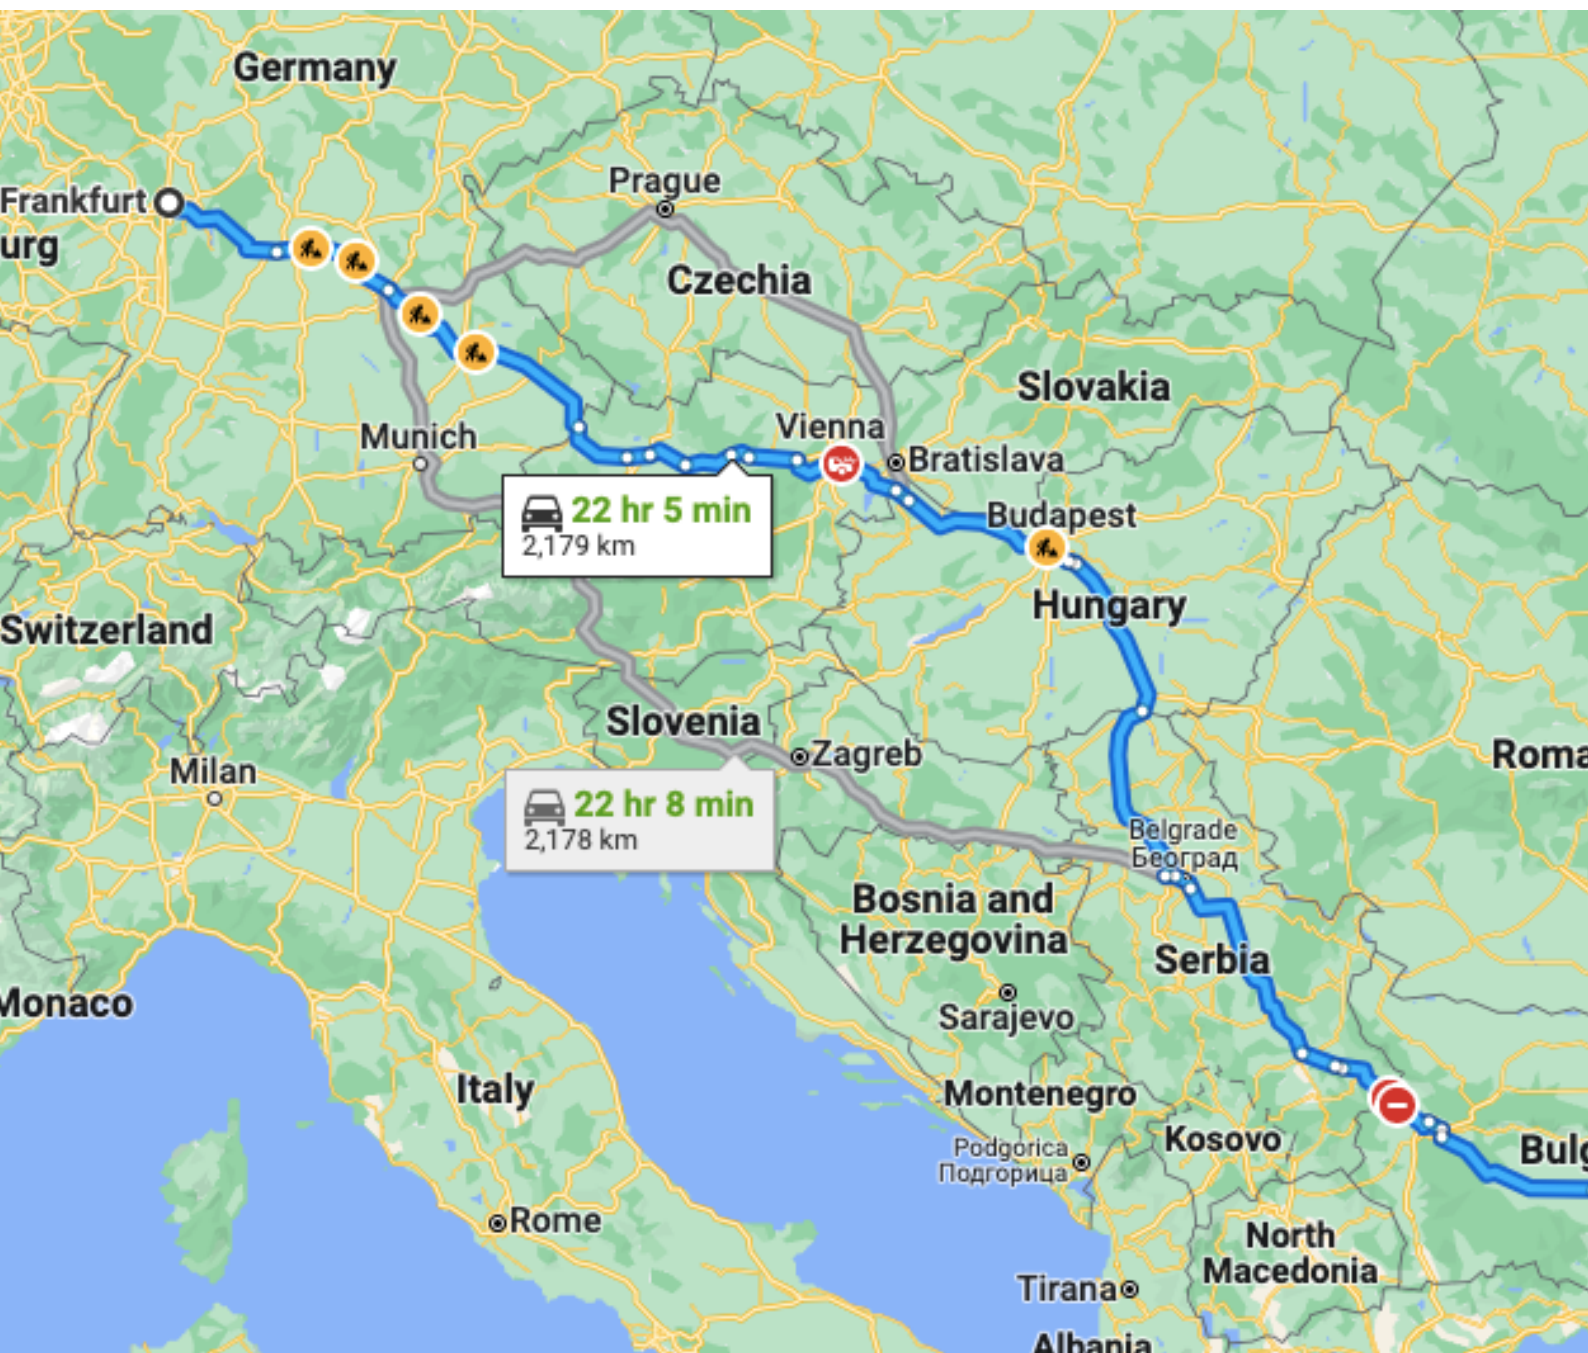 Germany
Prague
Frankfurt
urg
Czechia
Slovakia
Vienna
Munich
Bratislava
22 hr 5 min
2,179 km
Budapest
Hungary
Switzerland
Slovenia
Zagreb
Roma
Milan
22 hr 8 min
2,178 km
Belgrade
Београд
Bosnia and
Herzegovina
Serbia
Monaco
Sarajevo
Italy
Montenegro
Kosovo
Podgorica
Подгорица
Bulg
Rome
North
Macedonia
Tirana
Albania